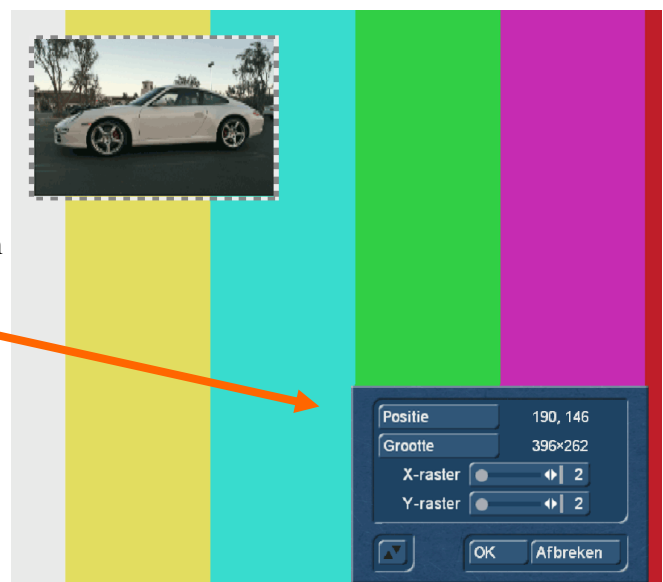 Positie 190, 146
Grootte 396×262
X-raster 2
Y-raster 2
OK Afbreken